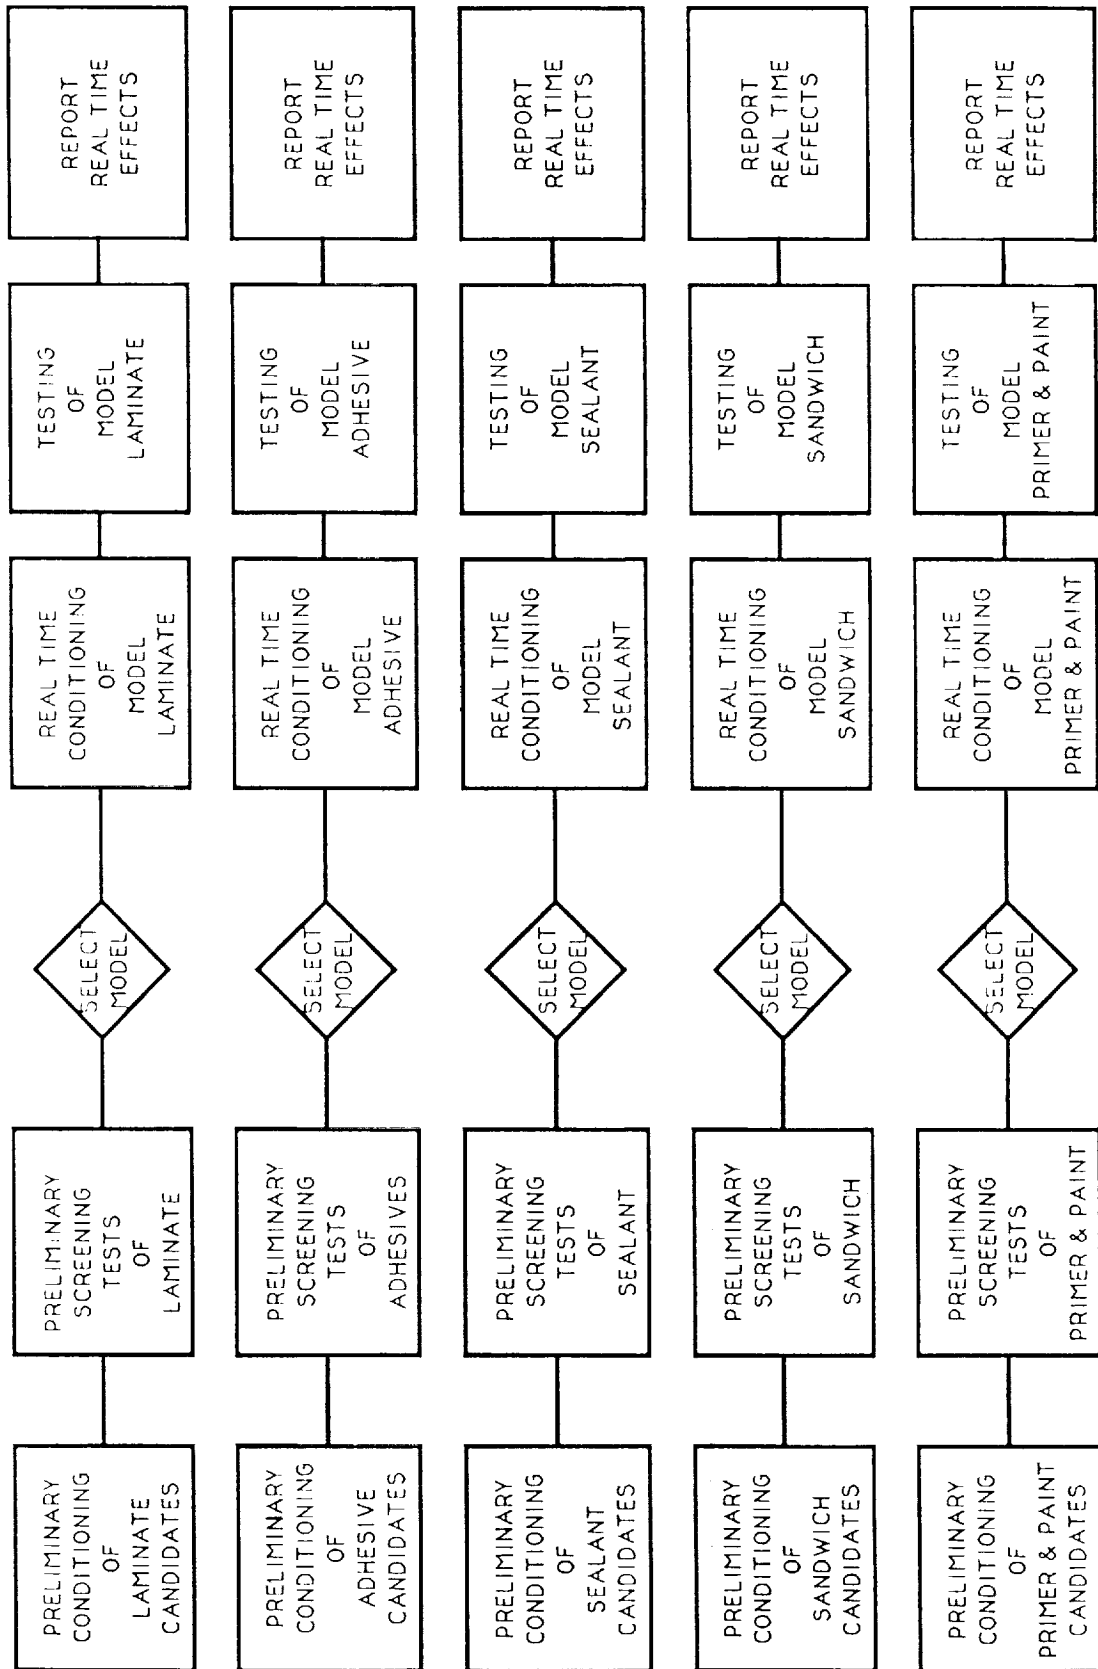 PRELIMINARY
CONDITIONING
OF
LAMINATE
CANDIDATES
PRELIMINARY
SCREENING
TESTS
OF
LAMINATE
SELECT
MODEL
REAL TIME
CONDITIONING
OF
MODEL
LAMINATE
TESTING
OF
MODEL
LAMINATE
REPORT
REAL TIME
EFFECTS
PRELIMINARY
CONDITIONING
OF
ADHESIVE
CANDIDATES
PRELIMINARY
SCREENING
TESTS
OF
ADHESIVES
SELECT
MODEL
REAL TIME
CONDITIONING
OF
MODEL
ADHESIVE
TESTING
OF
MODEL
ADHESIVE
REPORT
REAL TIME
EFFECTS
PRELIMINARY
CONDITIONING
OF
SEALANT
CANDIDATES
PRELIMINARY
SCREENING
TESTS
OF
SEALANT
SELECT
MODEL
REAL TIME
CONDITIONING
OF
MODEL
SEALANT
TESTING
OF
MODEL
SEALANT
REPORT
REAL TIME
EFFECTS
PRELIMINARY
CONDITIONING
OF
SANDWICH
CANDIDATES
PRELIMINARY
SCREENING
TESTS
OF
SANDWICH
SELECT
MODEL
REAL TIME
CONDITIONING
OF
MODEL
SANDWICH
TESTING
OF
MODEL
SANDWICH
REPORT
REAL TIME
EFFECTS
PRELIMINARY
CONDITIONING
OF
PRIMER & PAINT
CANDIDATES
PRELIMINARY
SCREENING
TESTS
OF
PRIMER & PAINT
SELECT
MODEL
REAL TIME
CONDITIONING
OF
MODEL
PRIMER & PAINT
TESTING
OF
MODEL
PRIMER & PAINT
REPORT
REAL TIME
EFFECTS